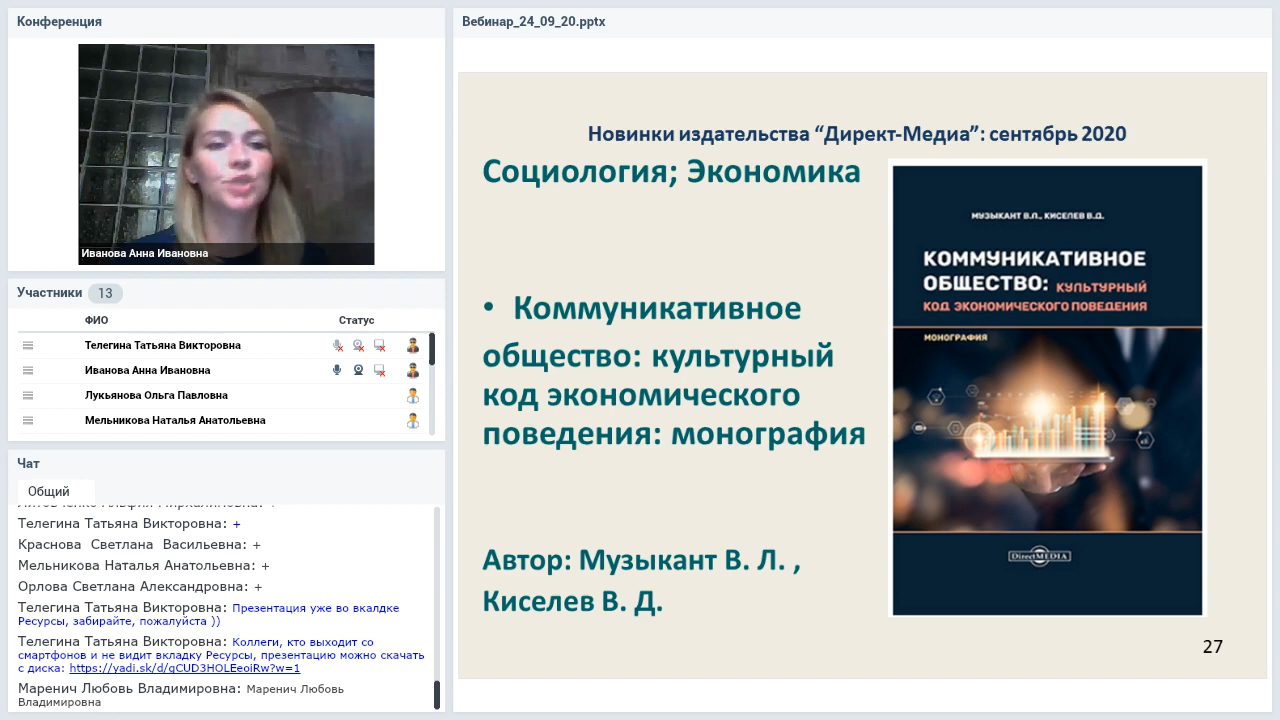 Конференция
Иванова Анна Ивановна
Участники 13
ФИО Статус
Телегина Татьяна Викторовна
Иванова Анна Ивановна
Лукьянова Ольга Павловна
Мельникова Наталья Анатольевна
Чат
Общий
Телегина Татьяна Викторовна: +
Краснова Светлана Васильевна: +
Мельникова Наталья Анатольевна: +
Орлова Светлана Александровна: +
Телегина Татьяна Викторовна: Презентация уже во вкалдке
Ресурсы, забирайте, пожалуйста ))
Телегина Татьяна Викторовна: Коллеги, кто выходит со
смартфонов и не видит вкладку Ресурсы, презентацию можно скачать
с диска: https://yadi.sk/d/gCUD3HOLEeoiRw?w=1
Маренич Любовь Владимировна: Маренич Любовь
Владимировна
Вебинар_24_09_20.pptx
Новинки издательства “Директ-Медиа”: сентябрь 2020
Социология; Экономика
• Коммуникативное
общество: культурный
код экономического
поведения: монография
Автор: Музыкант В. Л. ,
Киселев В. Д.
МУЗЫКАНТ В.Л., КИСЕЛЕВ В.Д.
КОММУНИКАТИВНОЕ
ОБЩЕСТВО: КУЛЬТУРНЫЙ
КОД ЭКОНОМИЧЕСКОГО ПОВЕДЕНИЯ
МОНОГРАФИЯ
DirectMEDIA
27